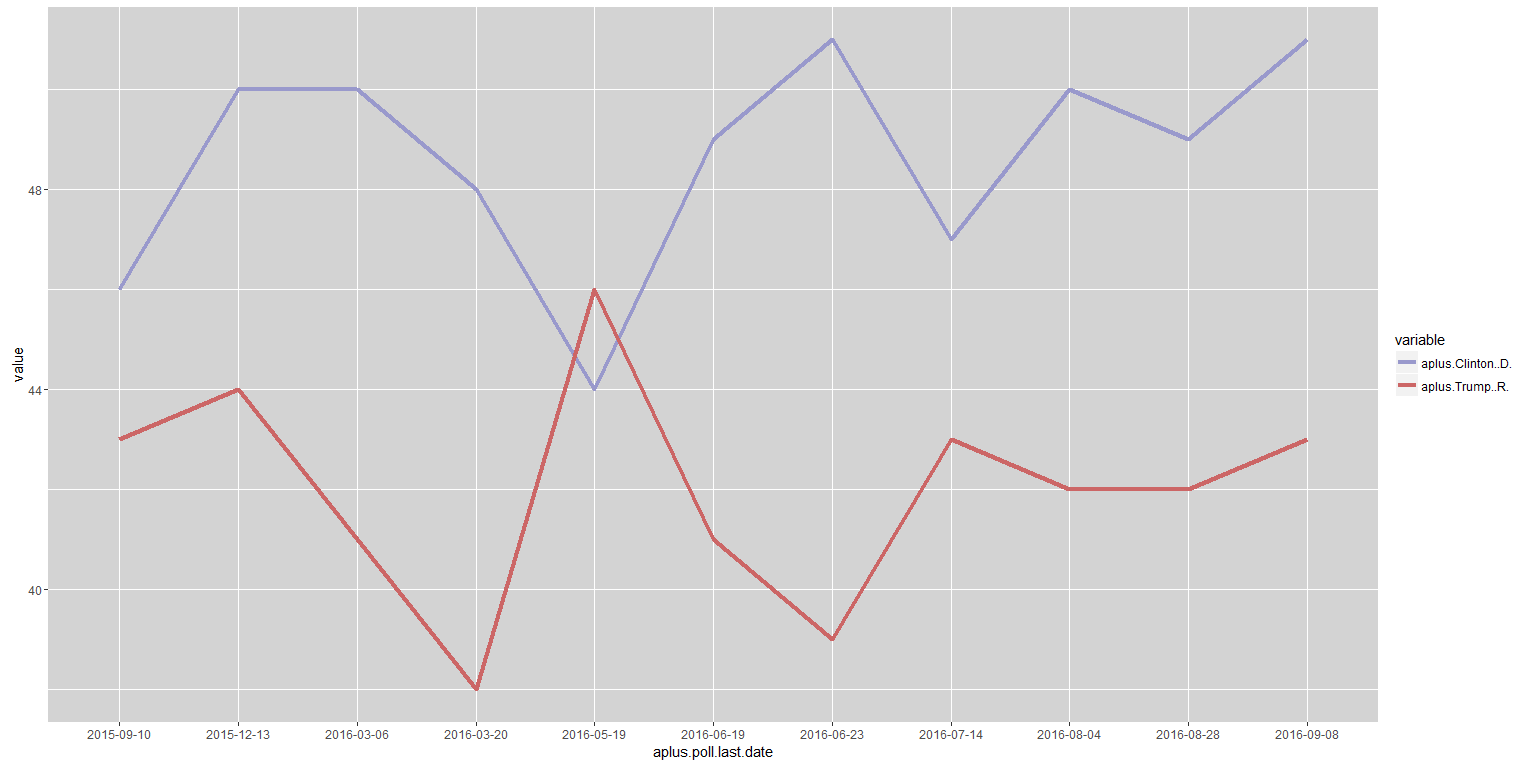 48
44
40
value
2015-09-10 2015-12-13 2016-03-06 2016-03-20 2016-05-19 2016-06-19 2016-06-23 2016-07-14 2016-08-04 2016-08-28 2016-09-08
aplus.poll.last.date
variable
aplus.Clinton..D.
aplus.Trump..R.